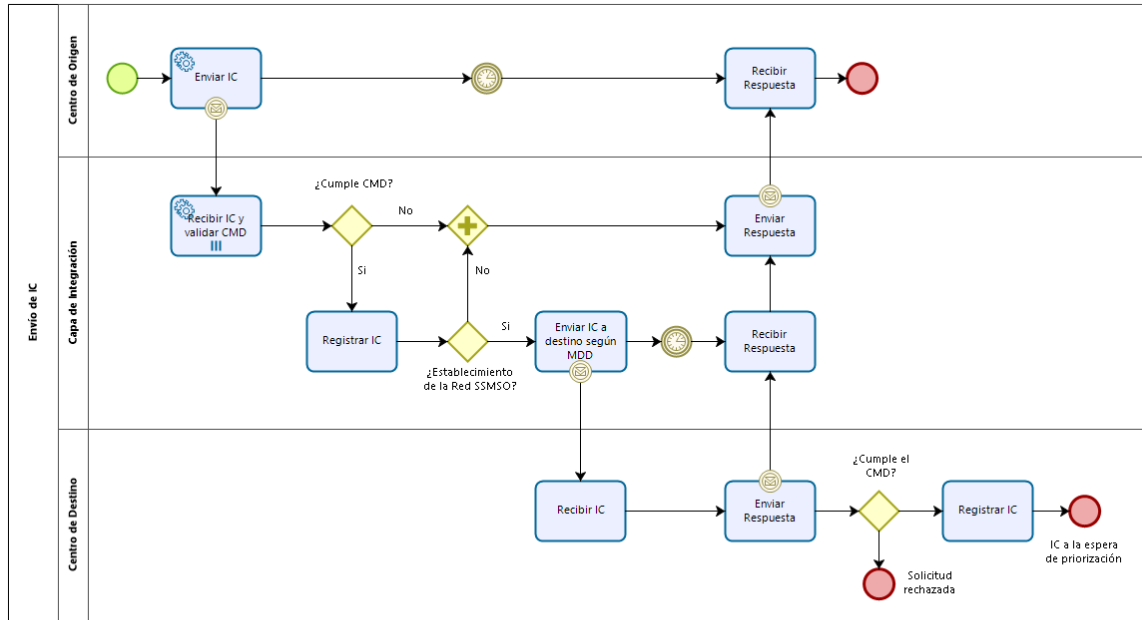 Envío de IC
Centro de Origen
Enviar IC
Recibir
Respuesta
Capa de Integración
Recibir IC y
validar CMD
¿Cumple CMD?
No
Si
Enviar
Respuesta
Registrar IC
No
Si
¿Establecimiento
de la Red SSMSO?
Enviar IC a
destino según
MDD
Recibir
Respuesta
Centro de Destino
Recibir IC
Enviar
Respuesta
¿Cumple el
CMD?
Registrar IC
IC a la espera
de priorización
Solicitud
rechazada